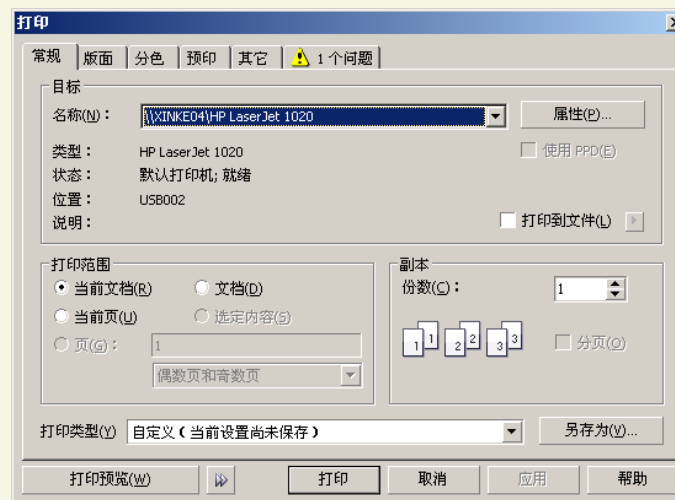 打印
常规 版面 分色 预印 其它 1 个问题
目标
名称(N): \\XINKE04\HP LaserJet 1020 属性(P)...
类型: HP LaserJet 1020 使用 PPD(E)
状态: 默认打印机; 就绪
位置: USB002
说明: 打印到文件(L)
打印范围
当前文档(R) 文档(D)
当前页(U) 选定内容(S)
页(G): 1
偶数页和奇数页
副本
份数(C): 1
1 1 2 2 3 3 分页(O)
打印类型(Y) 自定义(当前设置尚未保存) 另存为(V)...
打印预览(W) 打印 取消 应用 帮助